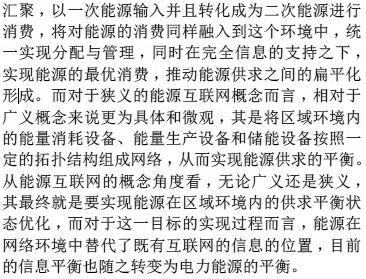 汇聚，以一次能源输入并且转化成为二次能源进行
消费，将对能源的消费同样融入到这个环境中，统
一实现分配与管理，同时在完全信息的支持之下，
实现能源的最优消费，推动能源供求之间的扁平化
形成。而对于狭义的能源互联网概念而言，相对于
广义概念来说更为具体和微观，其是将区域环境内
的能量消耗设备、能量生产设备和储能设备按照一
定的拓扑结构组成网络，从而实现能源供求的平衡。
从能源互联网的概念角度看，无论广义还是狭义，
其最终就是要实现能源在区域环境内的供求平衡状
态优化，而对于这一目标的实现过程而言，能源在
网络环境中替代了既有互联网的信息的位置，目前
的信息平衡也随之转变为电力能源的平衡。